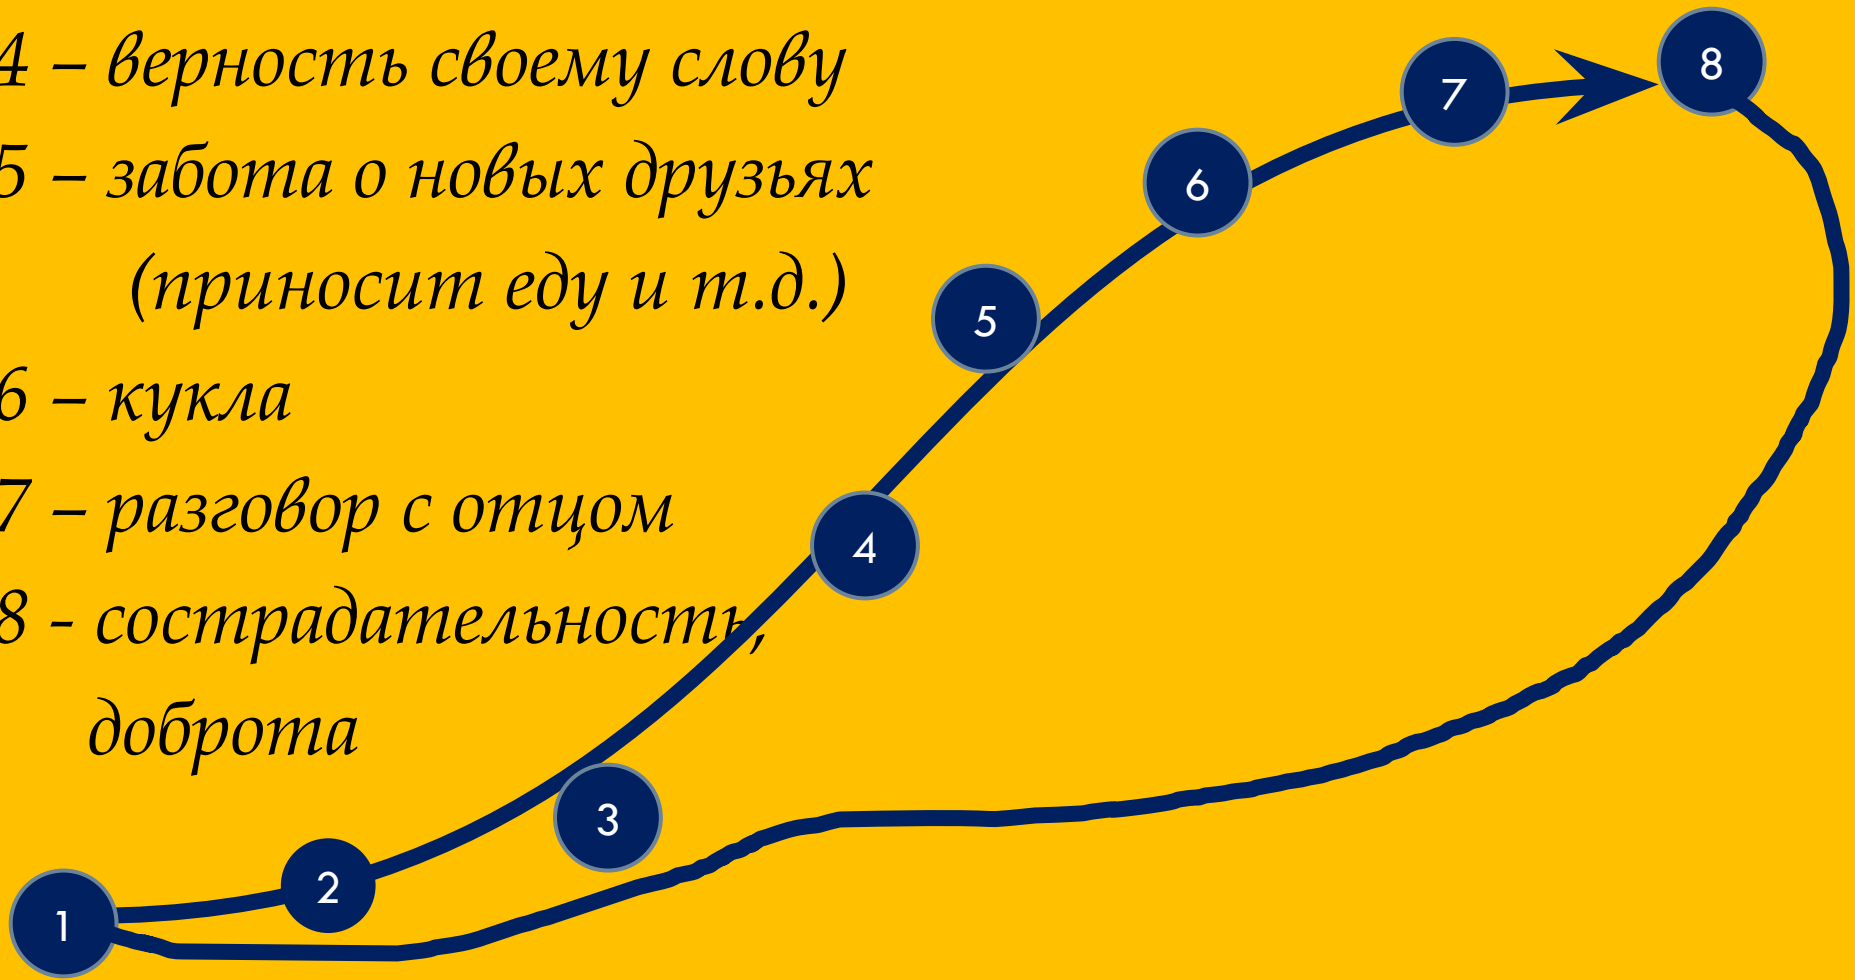 4 – верность своему слову
5 – забота о новых друзьях
(приносит еду и т.д.)
6 – кукла
7 – разговор с отцом
8 - сострадательность,
доброта
1
2
3
4
5
6
7
8